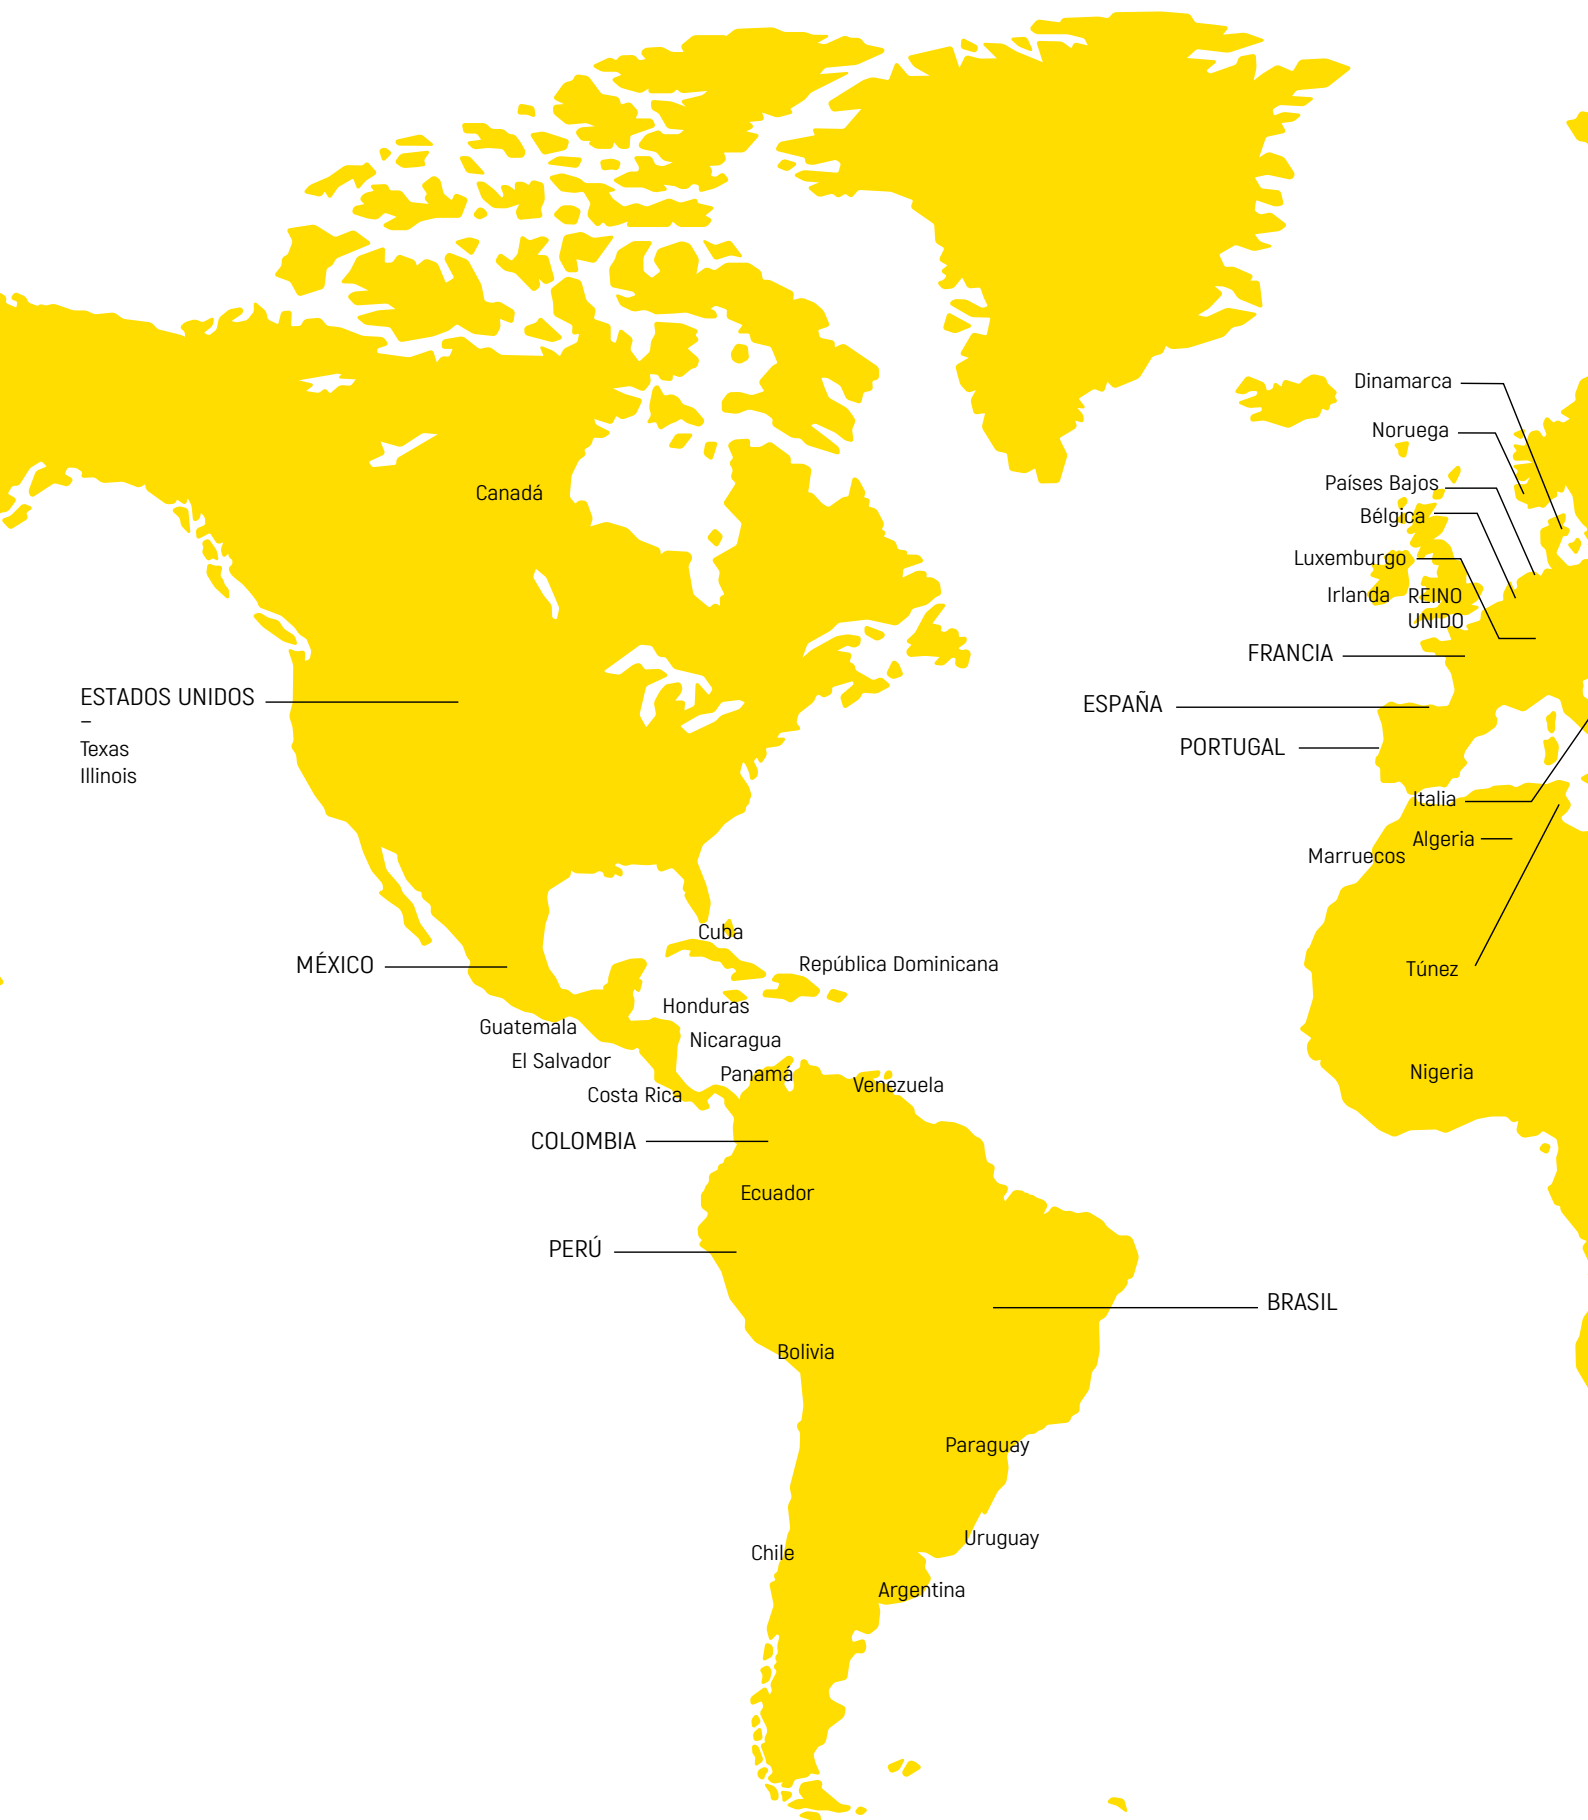 Dinamarca
Noruega
Países Bajos
Canadá
Bélgica
Luxemburgo
Irlanda
REINO
UNIDO
FRANCIA
ESTADOS UNIDOS
–
Texas
Illinois
ESPAÑA
PORTUGAL
Italia
Algeria
Marruecos
Cuba
MÉXICO
República Dominicana
Túnez
Honduras
Guatemala
Nicaragua
El Salvador
Panamá
Nigeria
Venezuela
Costa Rica
COLOMBIA
Ecuador
PERÚ
BRASIL
Bolivia
Paraguay
Uruguay
Chile
Argentina